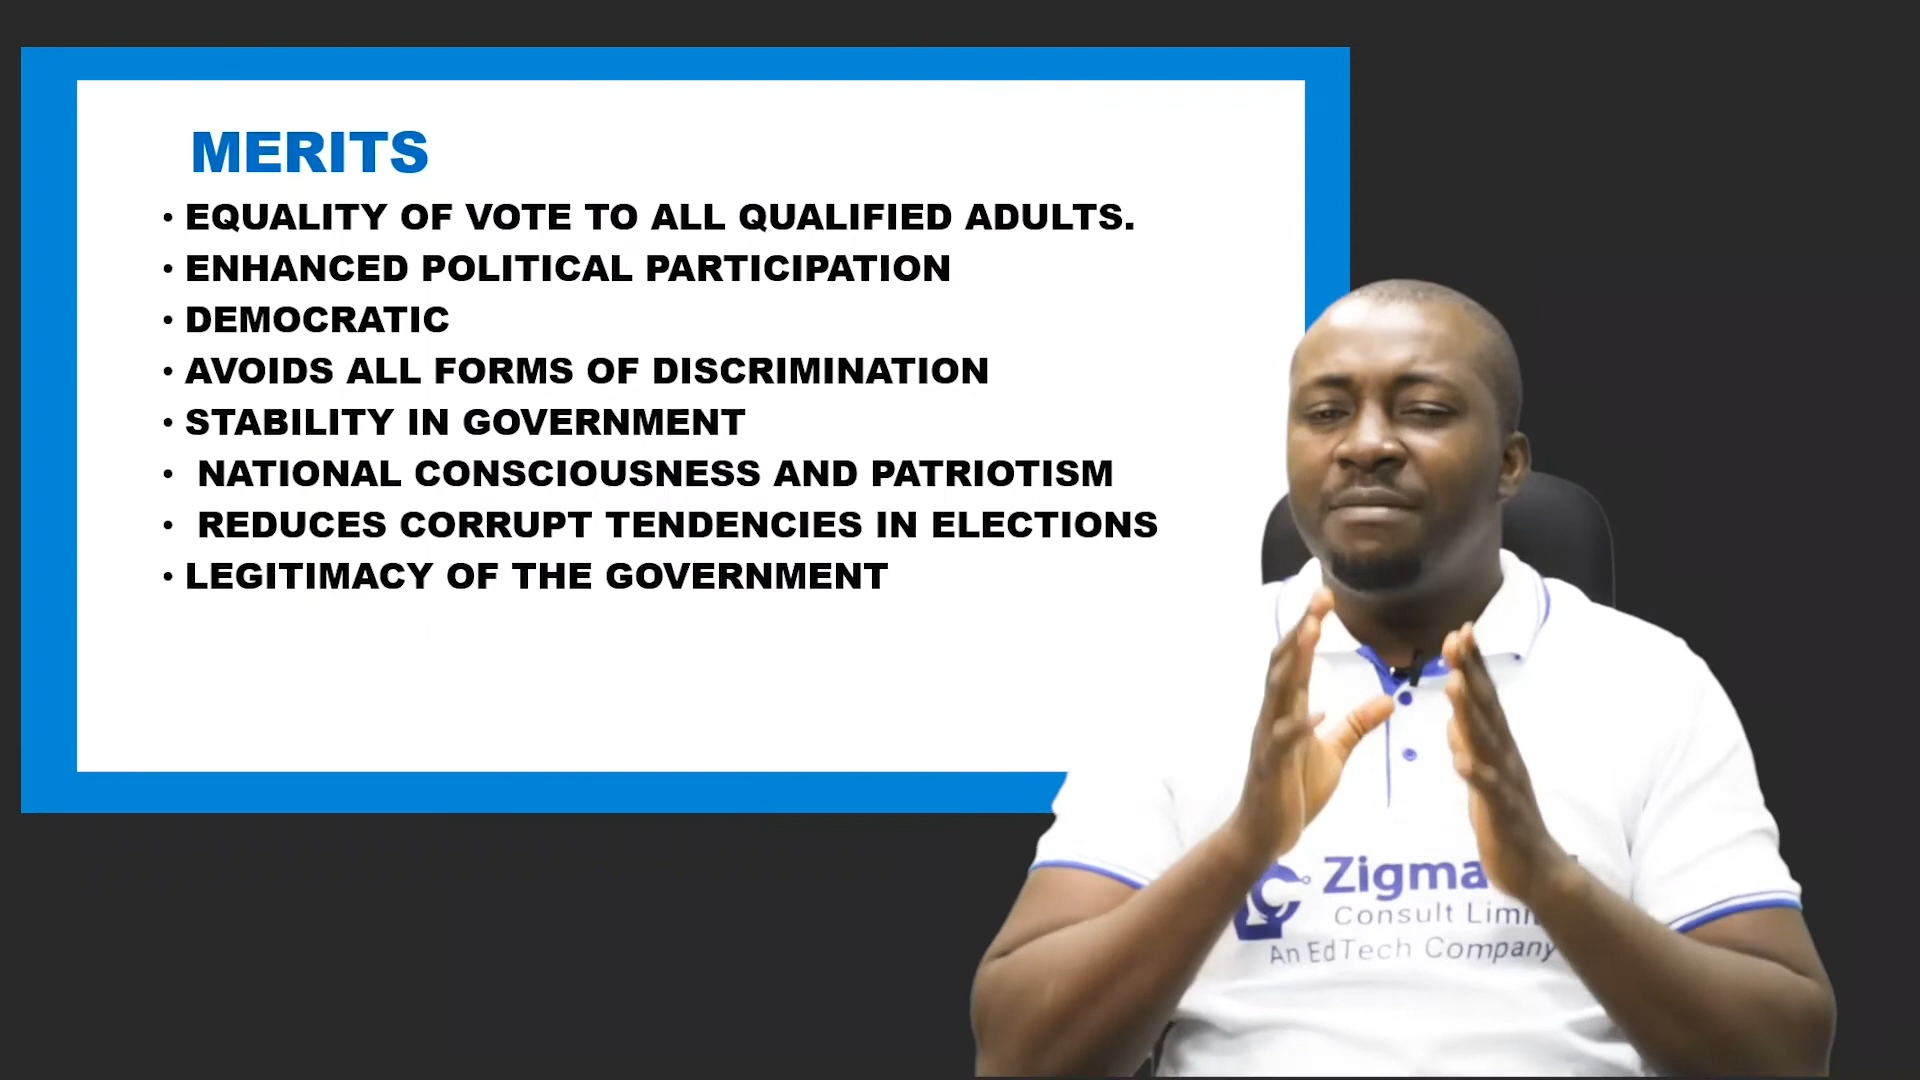 MERITS
• EQUALITY OF VOTE TO ALL QUALIFIED ADULTS.
• ENHANCED POLITICAL PARTICIPATION
• DEMOCRATIC
• AVOIDS ALL FORMS OF DISCRIMINATION
• STABILITY IN GOVERNMENT
• NATIONAL CONSCIOUSNESS AND PATRIOTISM
• REDUCES CORRUPT TENDENCIES IN ELECTIONS
• LEGITIMACY OF THE GOVERNMENT
Consult
An EdTech Company